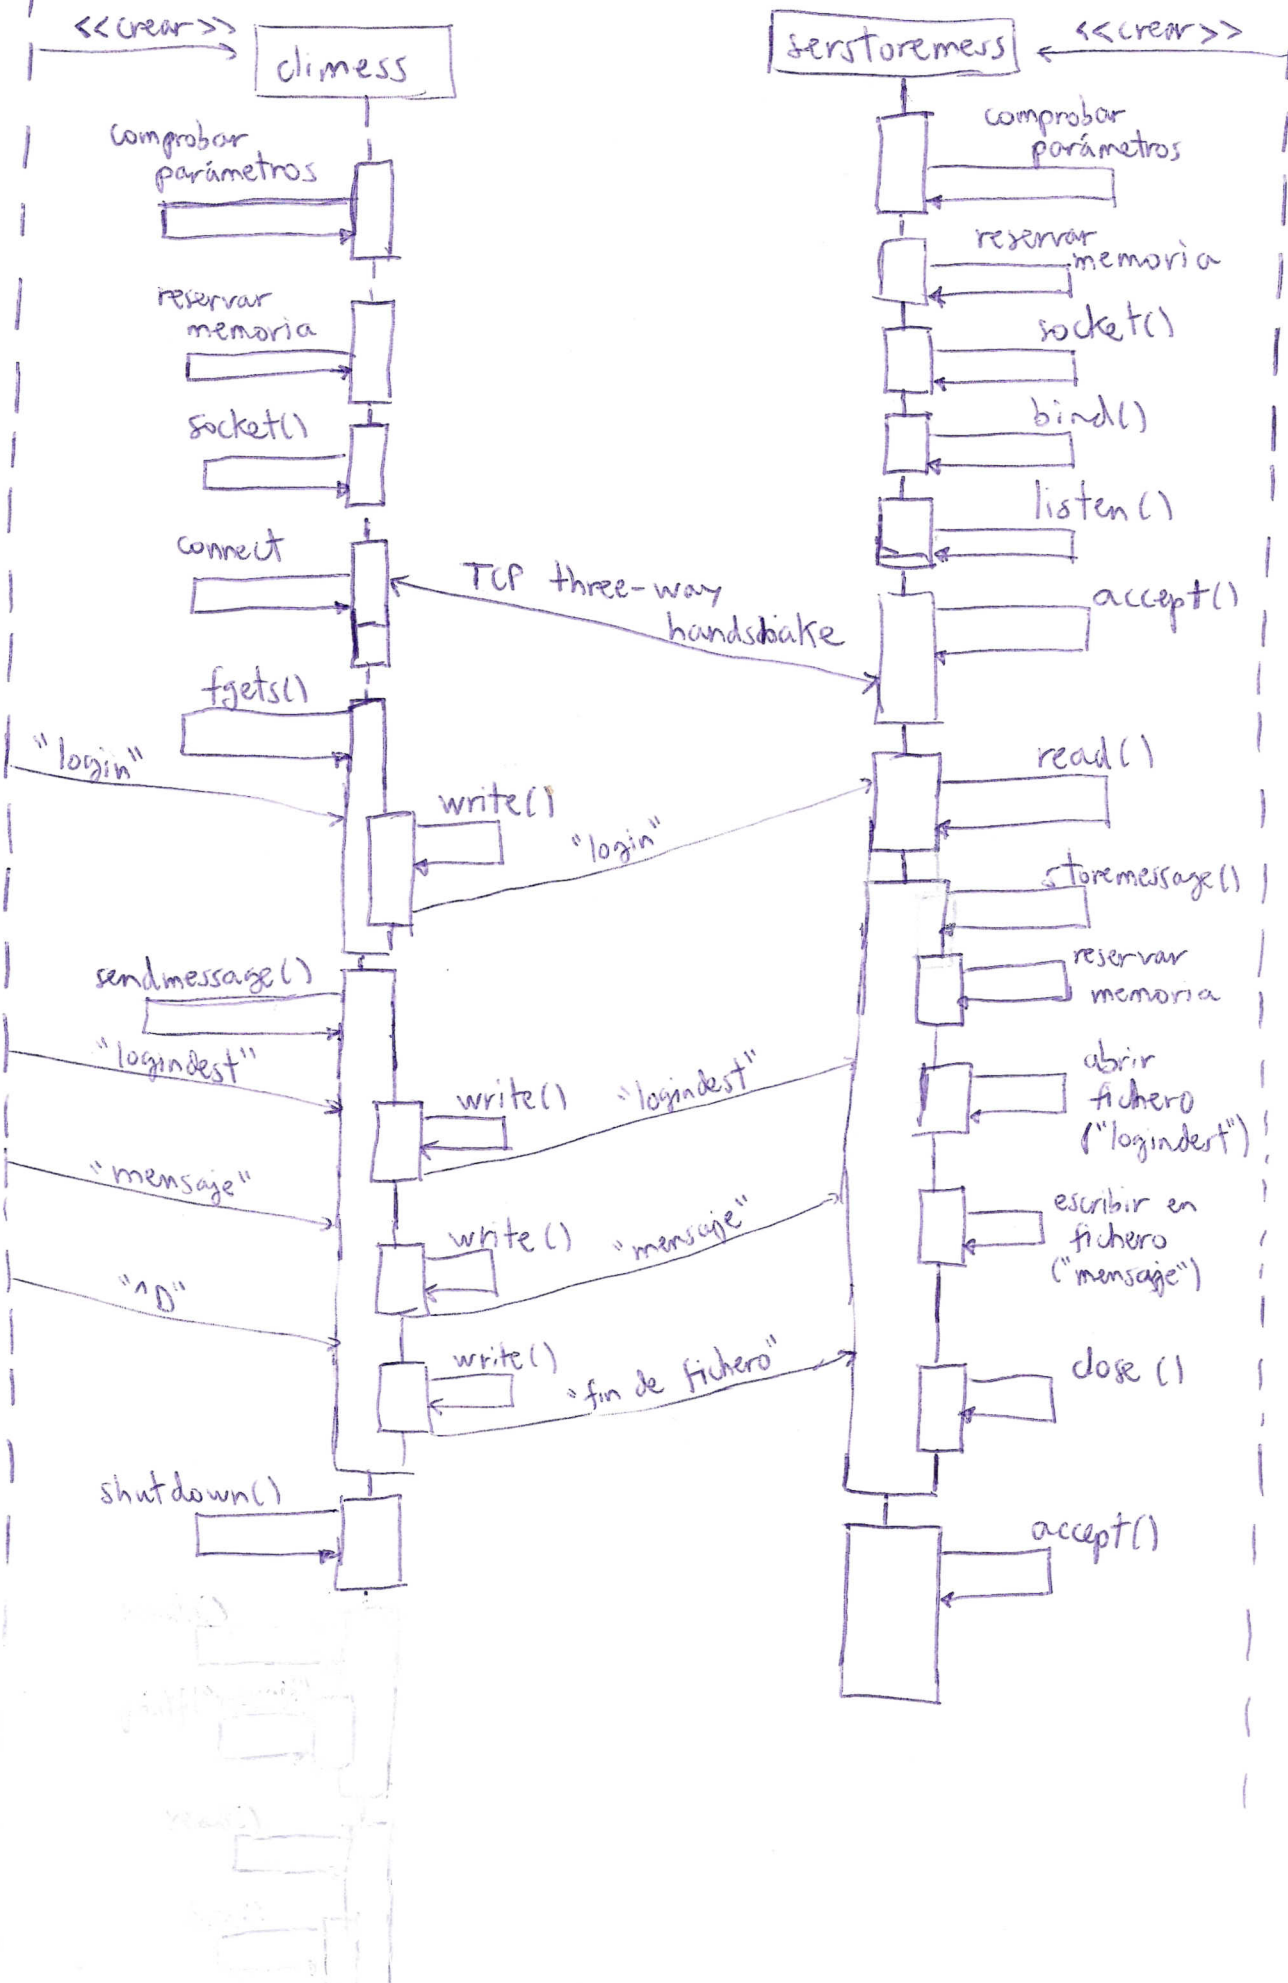 <<crear>>
climess
serstoremess
<<crear>>
comprobar
parámetros
comprobar
parámetros
reservar
memoria
reservar
memoria
socket()
socket()
bind()
listen()
connect
TCP three-way
handshake
accept()
fgets()
"login"
write()
"login"
read()
storemessage()
sendmessage()
reservar
memoria
"logindest"
write()
"logindest"
abrir
fichero
("logindest")
"mensaje"
write()
"mensaje"
escribir en
fichero
("mensaje")
"^D"
write()
"fin de fichero"
close()
shutdown()
accept()